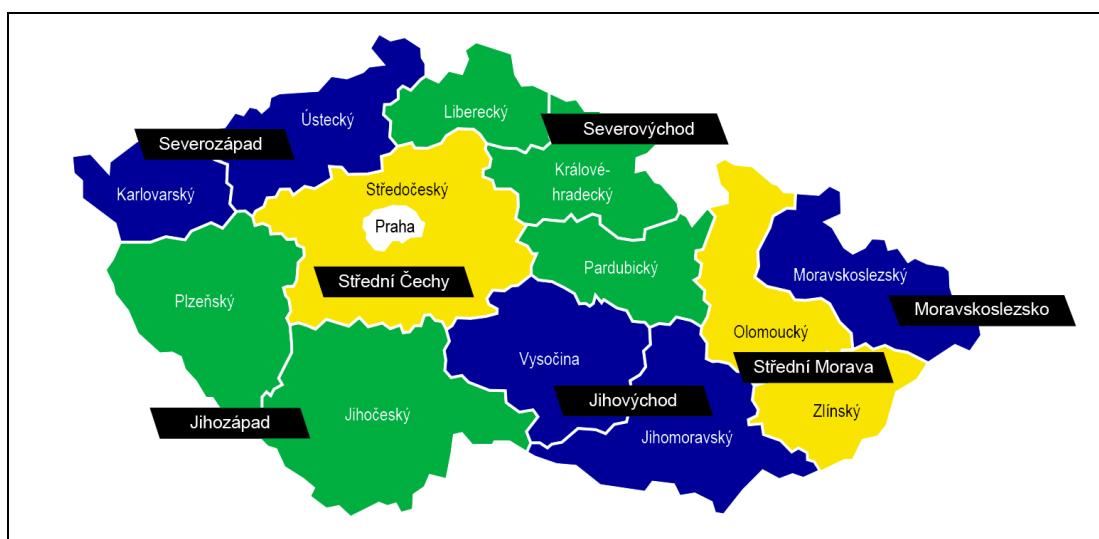 Ústecký
Liberecký
Severovýchod
Severozápad
Karlovarský
Středočeský
Králové-
hradecký
Praha
Plzeňský
Střední Čechy
Pardubický
Moravskoslezský
Moravskoslezsko
Olomoucký
Vysočina
Střední Morava
Jihovýchod
Jihozápad
Jihočeský
Zlínský
Jihomoravský